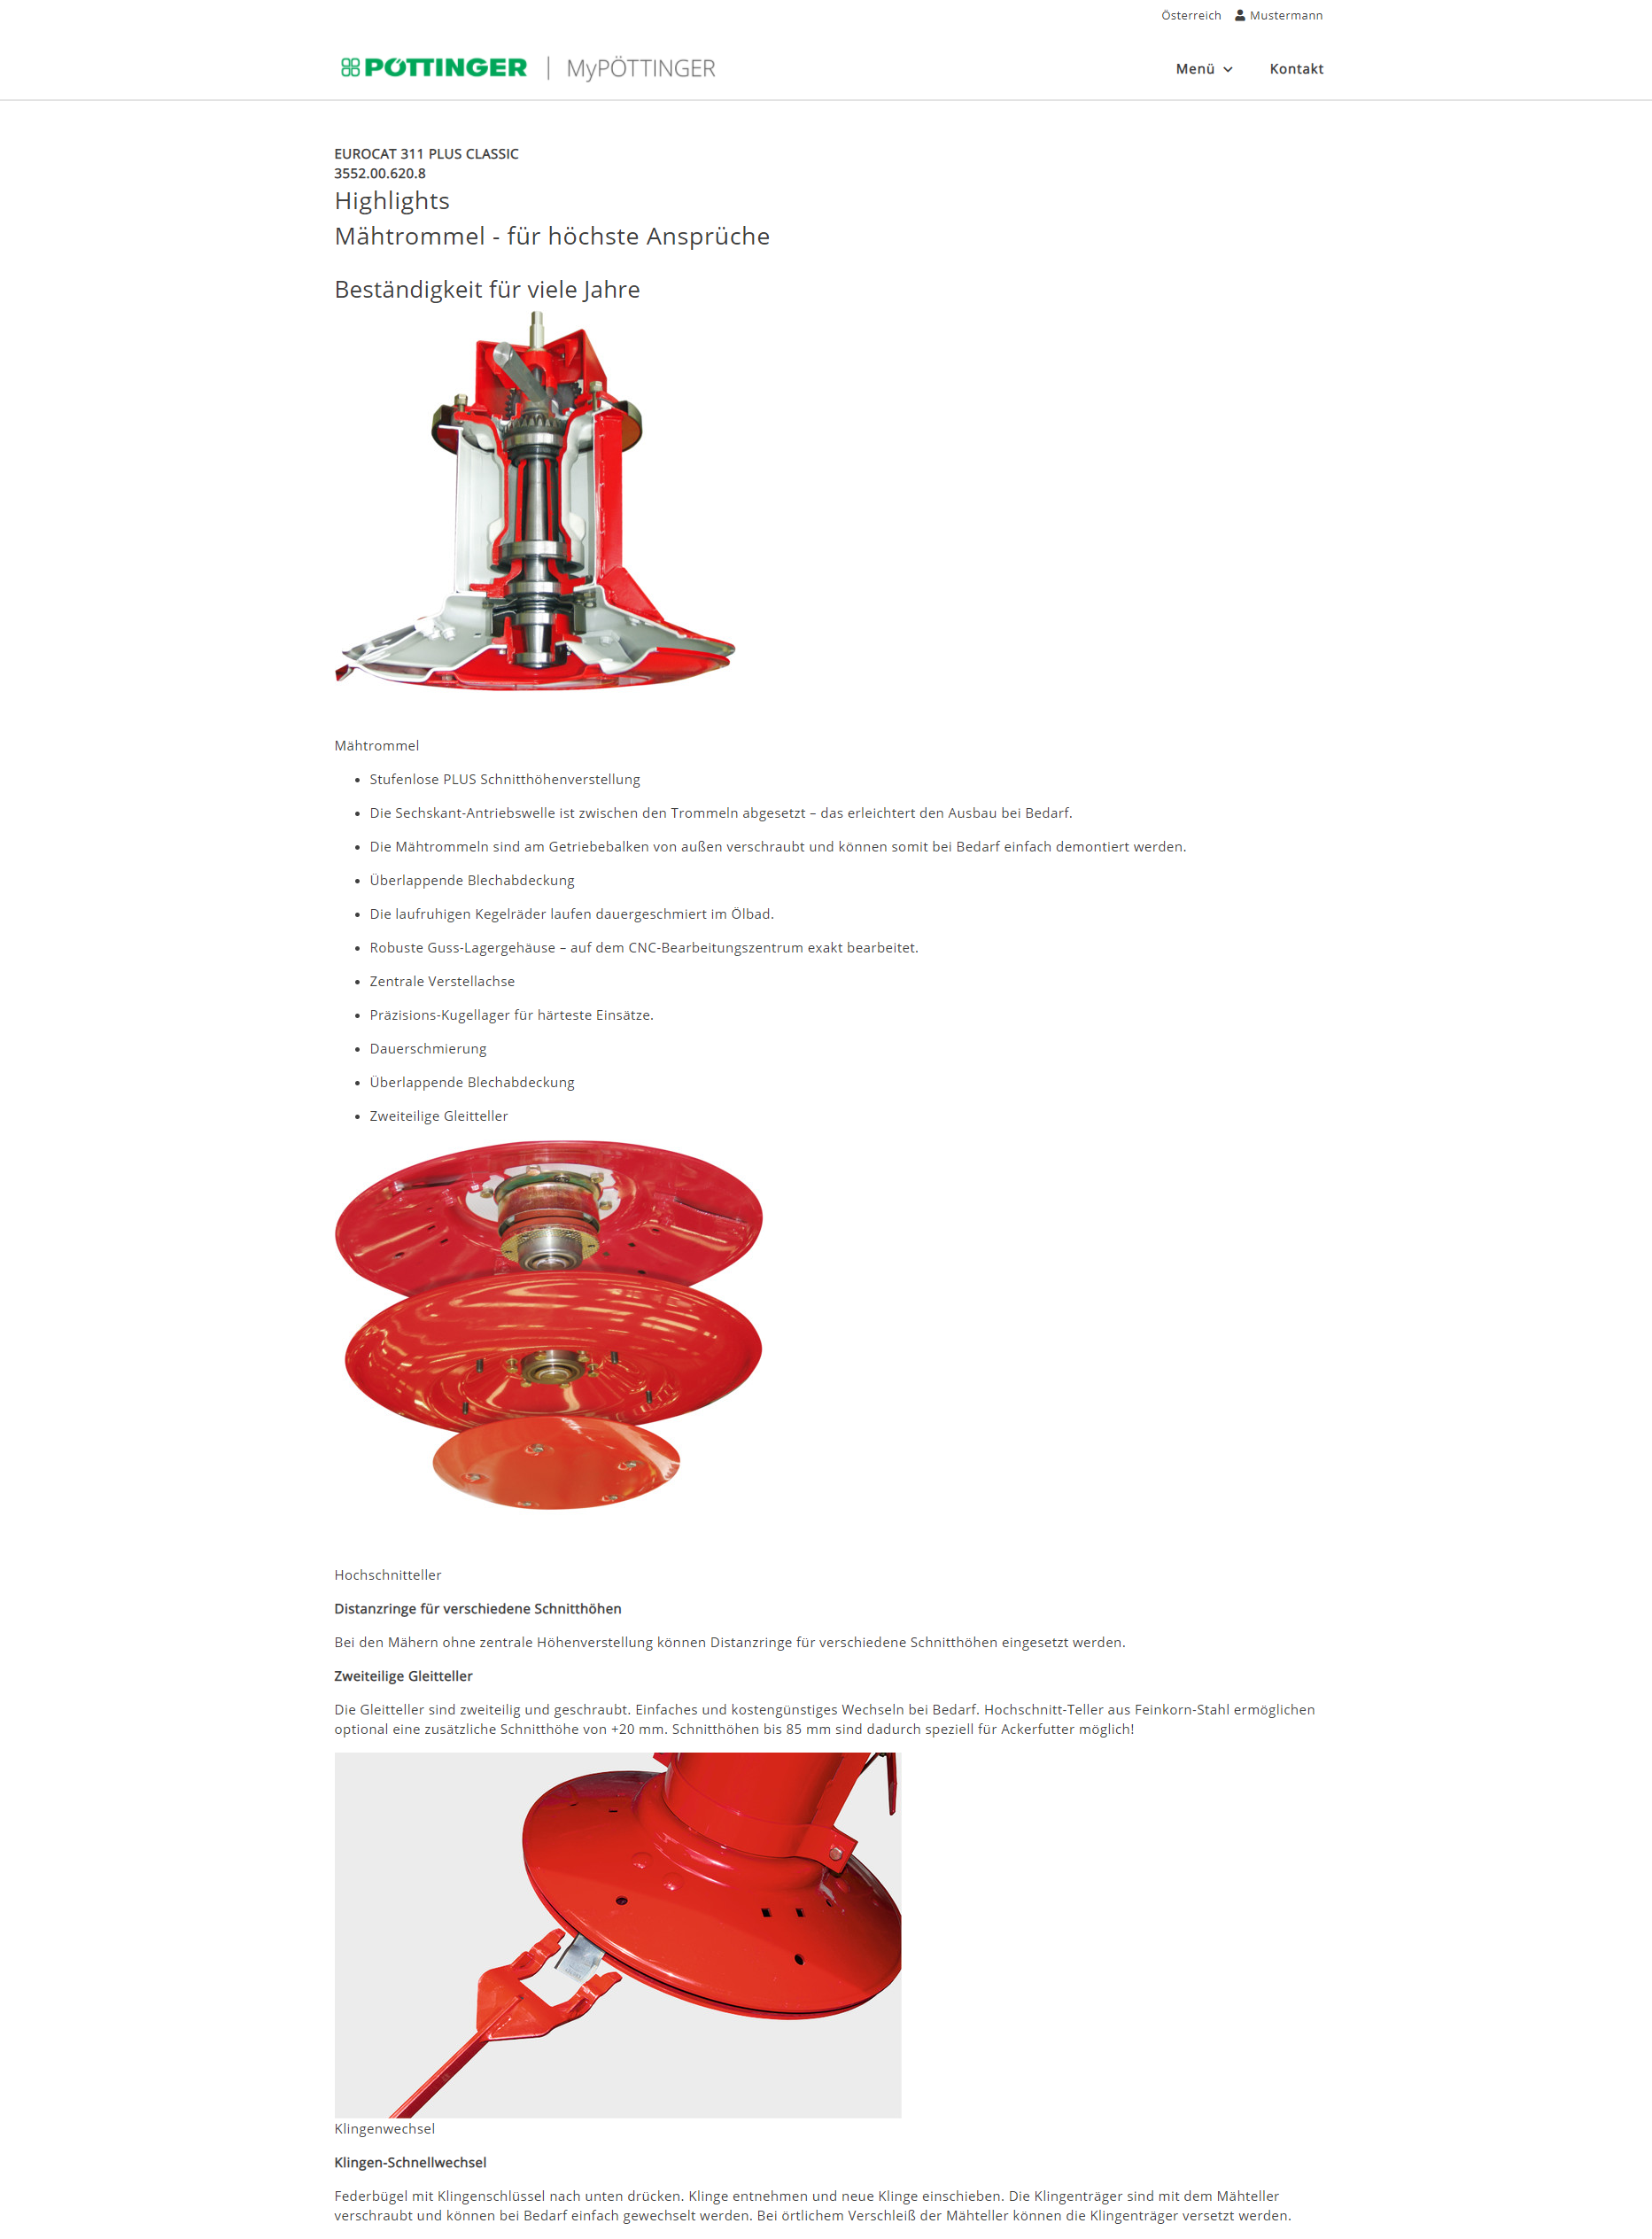 Österreich Mustermann
PÖTTINGER | MyPÖTTINGER
Menü Kontakt
EUROCAT 311 PLUS CLASSIC
3552.00.620.8
Highlights
Mähtrommel - für höchste Ansprüche
Beständigkeit für viele Jahre
Mähtrommel
• Stufenlose PLUS Schnitthöhenverstellung
• Die Sechskant-Antriebswelle ist zwischen den Trommeln abgesetzt – das erleichtert den Ausbau bei Bedarf.
• Die Mähtrommeln sind am Getriebebalken von außen verschraubt und können somit bei Bedarf einfach demontiert werden.
• Überlappende Blechabdeckung
• Die laufruhigen Kegelräder laufen dauergeschmiert im Ölbad.
• Robuste Guss-Lagergehäuse – auf dem CNC-Bearbeitungszentrum exakt bearbeitet.
• Zentrale Verstellachse
• Präzisions-Kugellager für härteste Einsätze.
• Dauerschmierung
• Überlappende Blechabdeckung
• Zweiteilige Gleitteller
Hochschnitteller
Distanzringe für verschiedene Schnitthöhen
Bei den Mähern ohne zentrale Höhenverstellung können Distanzringe für verschiedene Schnitthöhen eingesetzt werden.
Zweiteilige Gleitteller
Die Gleitteller sind zweiteilig und geschraubt. Einfaches und kostengünstiges Wechseln bei Bedarf. Hochschnitt-Teller aus Feinkorn-Stahl ermöglichen
optional eine zusätzliche Schnitthöhe von +20 mm. Schnitthöhen bis 85 mm sind dadurch speziell für Ackerfutter möglich!
Klingenwechsel
Klingen-Schnellwechsel
Federbügel mit Klingenschlüssel nach unten drücken. Klinge entnehmen und neue Klinge einschieben. Die Klingenträger sind mit dem Mähteller
verschraubt und können bei Bedarf einfach gewechselt werden. Bei örtlichem Verschleiß der Mähteller können die Klingenträger versetzt werden.